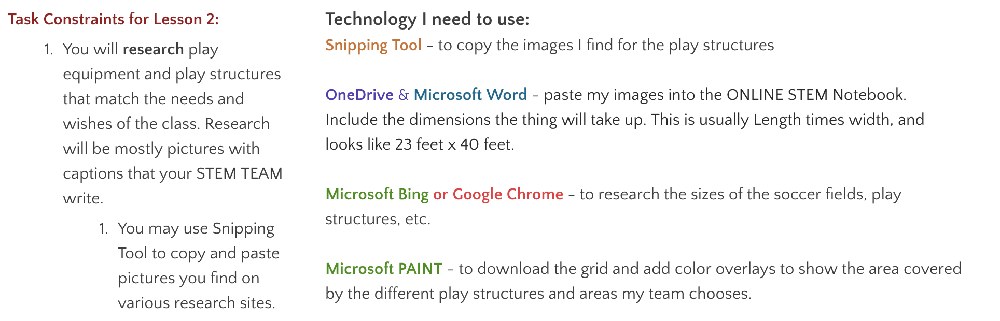 Task Constraints for Lesson 2:
1. You will research play
equipment and play structures
that match the needs and
wishes of the class. Research
will be mostly pictures with
captions that your STEM TEAM
write.
1. You may use Snipping
Tool to copy and paste
pictures you find on
various research sites.
Technology I need to use:
Snipping Tool - to copy the images I find for the play structures
OneDrive & Microsoft Word – paste my images into the ONLINE STEM Notebook.
Include the dimensions the thing will take up. This is usually Length times width, and
looks like 23 feet x 40 feet.
Microsoft Bing or Google Chrome – to research the sizes of the soccer fields, play
structures, etc.
Microsoft PAINT – to download the grid and add color overlays to show the area covered
by the different play structures and areas my team chooses.